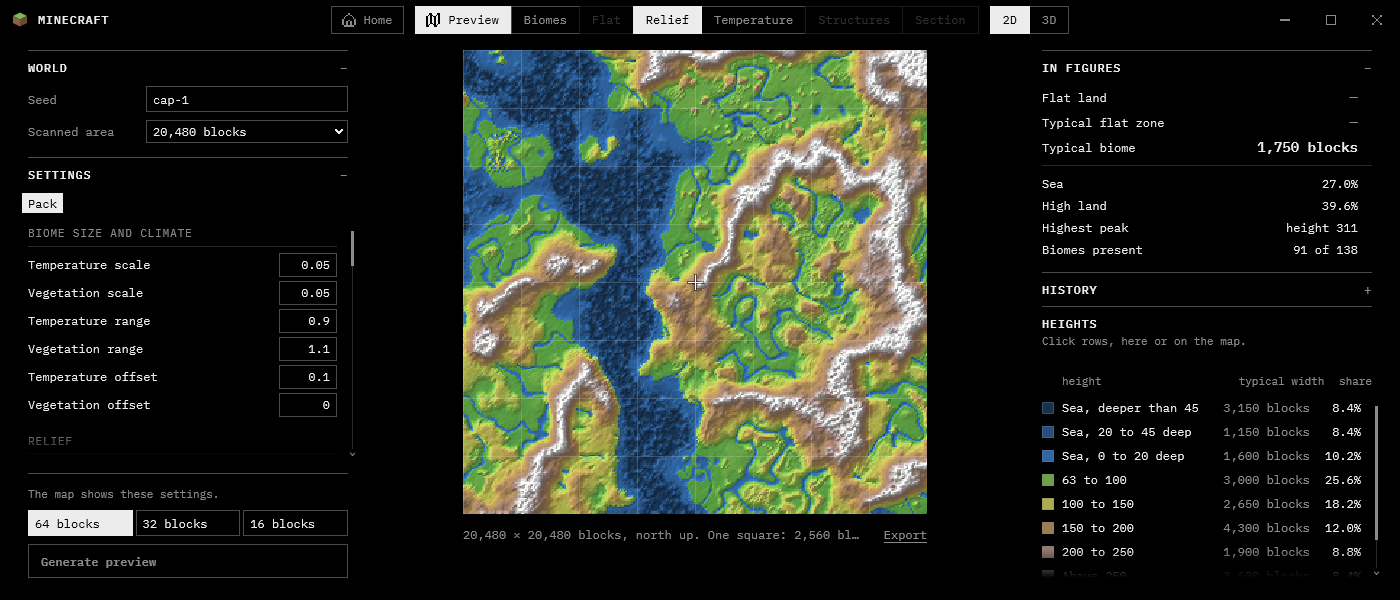 MINECRAFT
Home
Preview Biomes Flat Relief Temperature Structures Section
2D 3D
WORLD
Seed cap-1
Scanned area 20,480 blocks
SETTINGS
Pack
BIOME SIZE AND CLIMATE
Temperature scale 0.05
Vegetation scale 0.05
Temperature range 0.9
Vegetation range 1.1
Temperature offset 0.1
Vegetation offset 0
RELIEF
The map shows these settings.
64 blocks 32 blocks 16 blocks
Generate preview
20,480 × 20,480 blocks, north up. One square: 2,560 bl… Export
IN FIGURES
Flat land —
Typical flat zone —
Typical biome 1,750 blocks
Sea 27.0%
High land 39.6%
Highest peak height 311
Biomes present 91 of 138
HISTORY
HEIGHTS
Click rows, here or on the map.
height typical width share
Sea, deeper than 45 3,150 blocks 8.4%
Sea, 20 to 45 deep 1,150 blocks 8.4%
Sea, 0 to 20 deep 1,600 blocks 10.2%
63 to 100 3,000 blocks 25.6%
100 to 150 2,650 blocks 18.2%
150 to 200 4,300 blocks 12.0%
200 to 250 1,900 blocks 8.8%
Above 250 3,600 blocks 8.4%